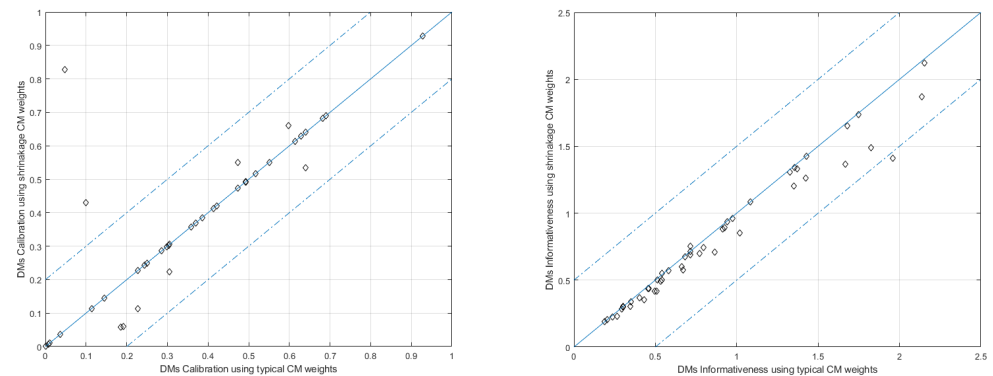 1
0.9
0.8
0.7
0.6
0.5
0.4
0.3
0.2
0.1
0
DMs Calibration using shrinakage CM weights
0 0.1 0.2 0.3 0.4 0.5 0.6 0.7 0.8 0.9 1
DMs Calibration using typical CM weights
2.5
2
1.5
1
0.5
0
DMs Informativeness using shrinkage CM weights
0 0.5 1 1.5 2 2.5
DMs Informativeness using typical CM weights